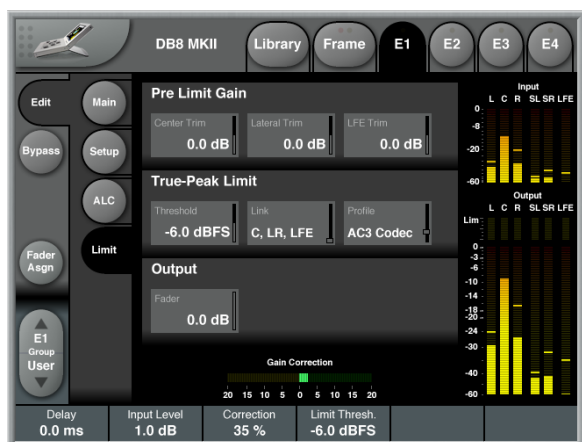 DB8 MKII
Library
Frame
E1
E2
E3
E4
Edit
Bypass
Fader
Asgn
E1
Group
User
Main
Setup
ALC
Limit
Pre Limit Gain
Center Trim
0.0 dB
Lateral Trim
0.0 dB
LFE Trim
0.0 dB
True-Peak Limit
Threshold
-6.0 dBFS
Link
C, LR, LFE
Profile
AC3 Codec
Output
Fader
0.0 dB
Gain Correction
20 15 10 5 0 5 10 15 20
Input
L C R SL SR LFE
0
-8
-20
-60
Output
L C R SL SR LFE
Lim
0
-3
-6
-10
-14
-18
-20
-24
-30
-40
-60
Delay
0.0 ms
Input Level
1.0 dB
Correction
35 %
Limit Thresh.
-6.0 dBFS